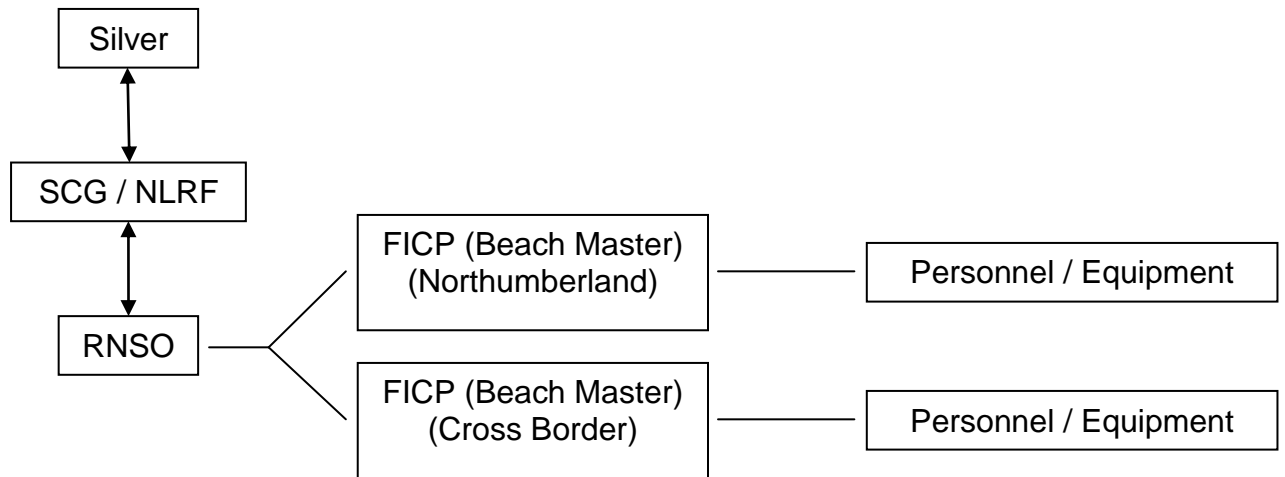 Silver
SCG / NLRF
RNSO
FICP (Beach Master)
(Northumberland)
Personnel / Equipment
FICP (Beach Master)
(Cross Border)
Personnel / Equipment